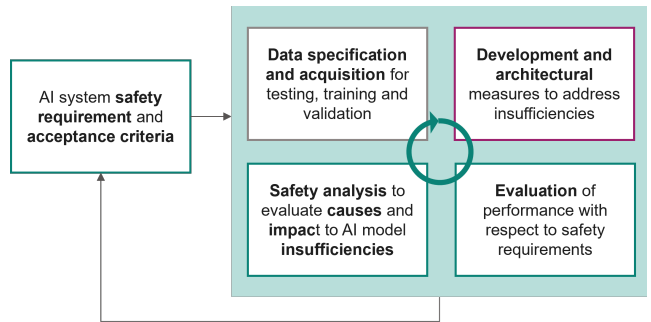 AI system safety
requirement and
acceptance criteria
Data specification
and acquisition for
testing, training and
validation
Development and
architectural
measures to address
insufficiencies
Safety analysis to
evaluate causes and
impact to AI model
insufficiencies
Evaluation of
performance with
respect to safety
requirements